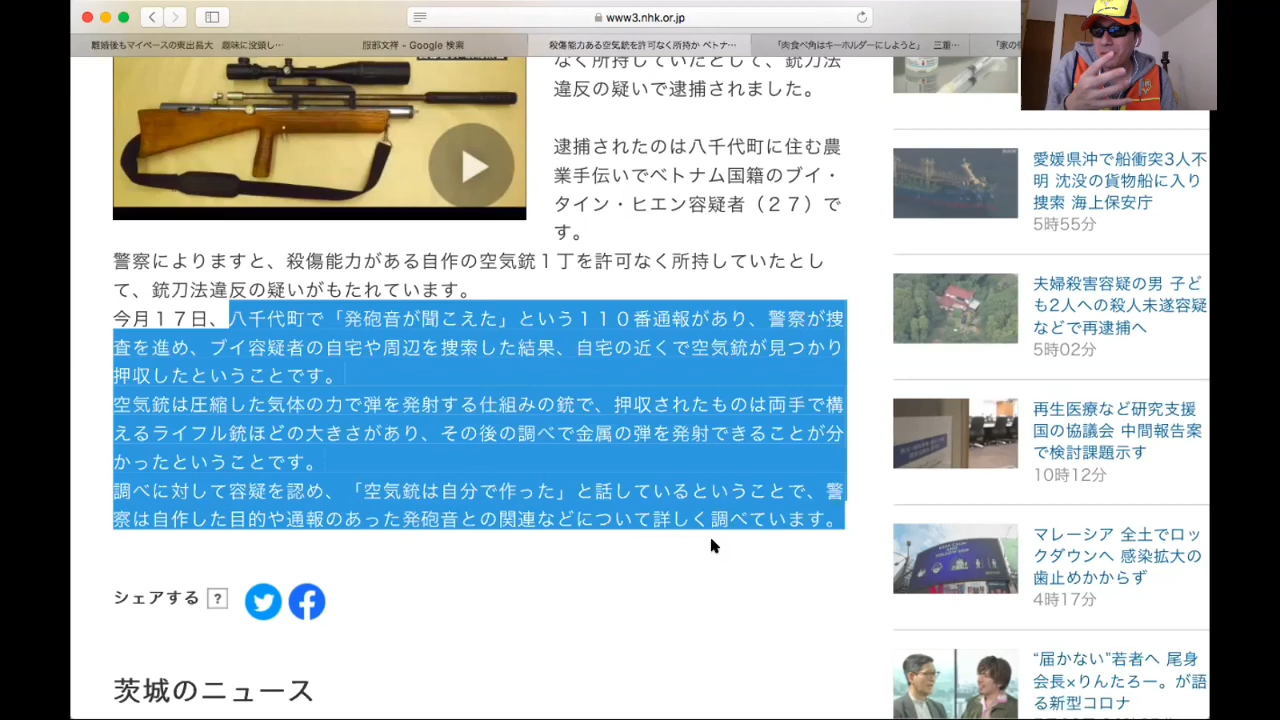 www3.nhk.or.jp
離婚後もマイペースの東出昌大 趣味に没頭し…
服部文祥 - Google 検索
殺傷能力ある空気銃を許可なく所持か ベトナ…
「肉食べ角はキーホルダーにしようと」 三重…
なく所持していたとして、銃刀法
違反の疑いで逮捕されました。
逮捕されたのは八千代町に住む農
業手伝いでベトナム国籍のブイ・
タイン・ヒエン容疑者（２７）で
す。
警察によりますと、殺傷能力がある自作の空気銃１丁を許可なく所持していたとし
て、銃刀法違反の疑いがもたれています。
今月１７日、八千代町で「発砲音が聞こえた」という１１０番通報があり、警察が捜
査を進め、ブイ容疑者の自宅や周辺を捜索した結果、自宅の近くで空気銃が見つかり
押収したということです。
空気銃は圧縮した気体の力で弾を発射する仕組みの銃で、押収されたものは両手で構
えるライフル銃ほどの大きさがあり、その後の調べで金属の弾を発射できることが分
かったということです。
調べに対して容疑を認め、「空気銃は自分で作った」と話しているということで、警
察は自作した目的や通報のあった発砲音との関連などについて詳しく調べています。
シェアする ?
茨城のニュース
愛媛県沖で船衝突3人不
明 沈没の貨物船に入り
捜索 海上保安庁
5時55分
夫婦殺害容疑の男 子ど
も2人への殺人未遂容疑
などで再逮捕へ
5時02分
再生医療など研究支援
国の協議会 中間報告案
で検討課題示す
10時12分
マレーシア 全土でロッ
クダウンへ 感染拡大の
歯止めかからず
4時17分
“届かない”若者へ 尾身
会長×りんたろー。が語
る新型コロナ